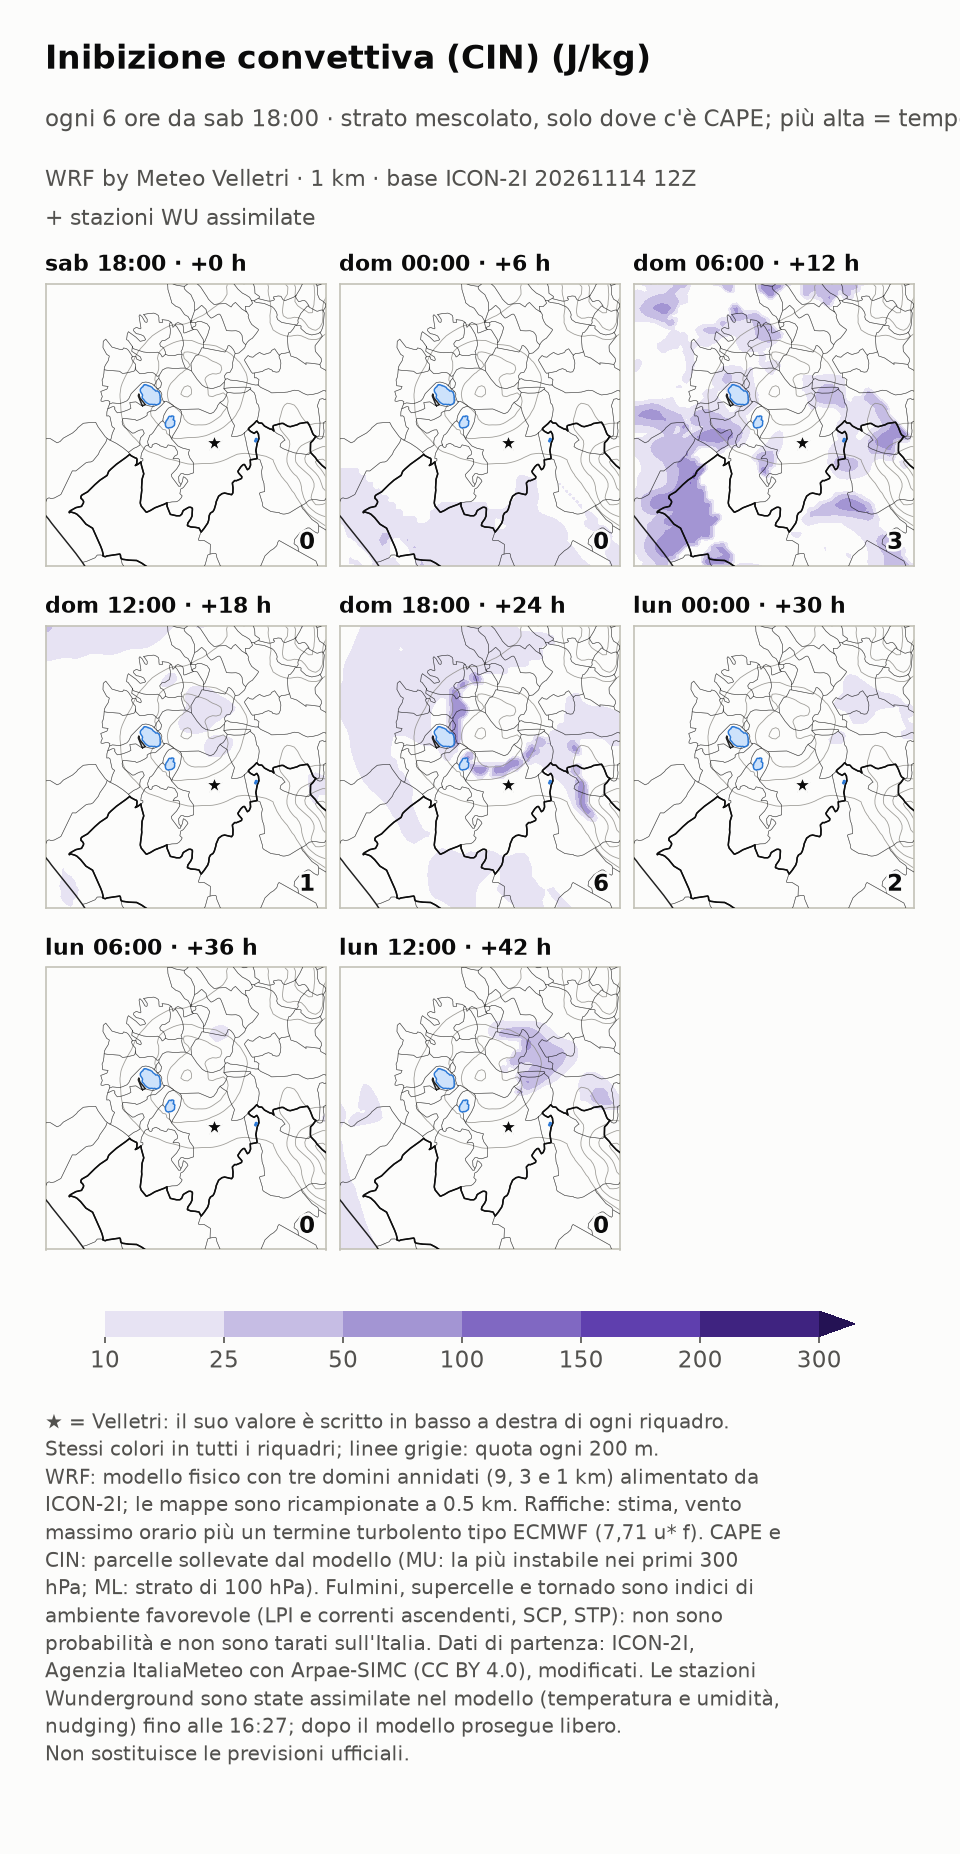 Inibizione convettiva (CIN) (J/kg)
ogni 6 ore da sab 18:00 · strato mescolato, solo dove c'è CAPE; più alta = temp
WRF by Meteo Velletri · 1 km · base ICON-2I 20261114 12Z
+ stazioni WU assimilate
sab 18:00 · +0 h
dom 00:00 · +6 h
dom 06:00 · +12 h
0
0
3
dom 12:00 · +18 h
dom 18:00 · +24 h
lun 00:00 · +30 h
1
6
2
lun 06:00 · +36 h
lun 12:00 · +42 h
0
0
10 25 50 100 150 200 300
★ = Velletri: il suo valore è scritto in basso a destra di ogni riquadro.
Stessi colori in tutti i riquadri; linee grigie: quota ogni 200 m.
WRF: modello fisico con tre domini annidati (9, 3 e 1 km) alimentato da
ICON-2I; le mappe sono ricampionate a 0.5 km. Raffiche: stima, vento
massimo orario più un termine turbolento tipo ECMWF (7,71 u* f). CAPE e
CIN: parcelle sollevate dal modello (MU: la più instabile nei primi 300
hPa; ML: strato di 100 hPa). Fulmini, supercelle e tornado sono indici di
ambiente favorevole (LPI e correnti ascendenti, SCP, STP): non sono
probabilità e non sono tarati sull'Italia. Dati di partenza: ICON-2I,
Agenzia ItaliaMeteo con Arpae-SIMC (CC BY 4.0), modificati. Le stazioni
Wunderground sono state assimilate nel modello (temperatura e umidità,
nudging) fino alle 16:27; dopo il modello prosegue libero.
Non sostituisce le previsioni ufficiali.